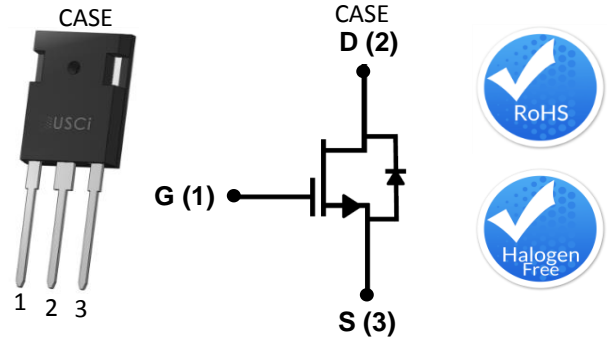 CASE
CASE
D (2)
USCi
G (1)
S (3)
1 2 3
RoHS
Halogen
Free